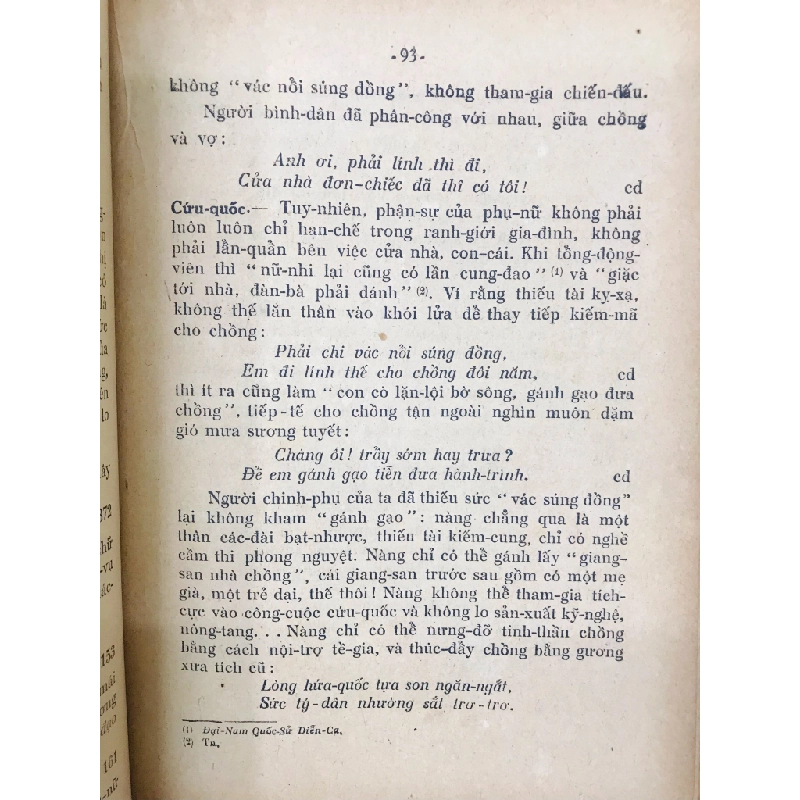 - 93 -
không “vác nồi súng đồng”, không tham-gia chiến-đấu.
Người bình-dân đã phân-công với nhau, giữa chồng
và vợ :
Anh ơi, phải lính thì đi,
Cửa nhà đơn-chiếc đã thì có tôi ! cd
Cứu-quốc.— Tuy-nhiên, phận-sự của phụ-nữ không phải
luôn luôn chỉ hạn-chế trong ranh-giới gia-đình, không
phải lẩn-quẩn bên việc cửa nhà, con-cái. Khi tổng-động-
viên thì “nữ-nhi lại cũng có lần cung-đao” (1) và “giặc
tới nhà, đàn-bà phải đánh” (2). Ví rằng thiếu tài kỵ-xạ,
không thể lăn thân vào khói lửa để thay tiếp kiếm-mã
cho chồng :
Phải chi vác nồi súng đồng,
Em đi lính thế cho chồng đôi năm, cd
thì ít ra cũng làm “con cò lặn-lội bờ sông, gánh gạo đưa
chồng”, tiếp-tế cho chồng tận ngoài nghìn muôn dặm
gió mưa sương tuyết :
Chàng ôi ! trẩy sớm hay trưa ?
Để em gánh gạo tiễn đưa hành-trình. cd
Người chinh-phụ của ta đã thiếu sức “vác súng đồng”
lại không kham “gánh gạo” : nàng chẳng qua là một
thân các-đài bạt-nhược, thiếu tài kiếm-cung, chỉ có nghề
cầm thi phong nguyệt. Nàng chỉ có thể gánh lấy “giang-
san nhà chồng”, cái giang-san trước sau gồm có một mẹ
già, một trẻ dại, thế thôi ! Nàng không thể tham-gia tích-
cực vào công-cuộc cứu-quốc và không lo sản-xuất kỹ-nghệ,
nông-tang. . . Nàng chỉ có thể nưng-đỡ tinh-thần chồng
bằng cách nội-trợ tề-gia, và thúc-đẩy chồng bằng gương
xưa tích cũ :
Lòng hứa-quốc tựa son ngăn-ngắt,
Sức tý-dân nhường sắt trơ-trơ.
(1) Đại-Nam Quốc-Sử Diễn-Ca.
(2) Tn.